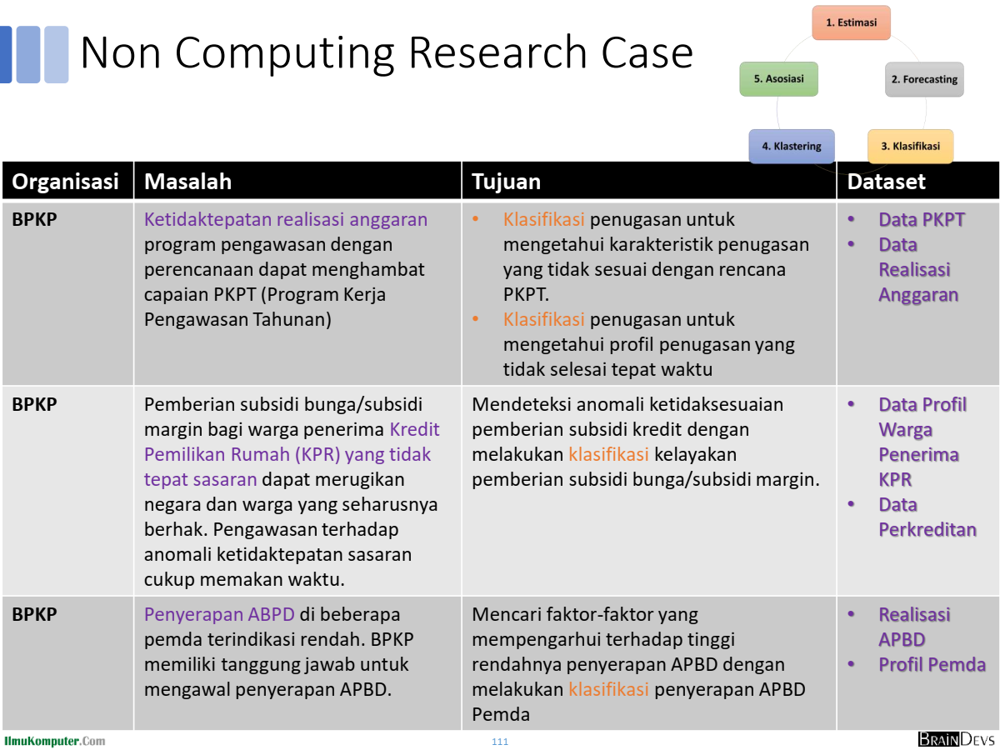 Non Computing Research Case
1. Estimasi
5. Asosiasi
2. Forecasting
4. Klastering
3. Klasifikasi
Organisasi
Masalah
Tujuan
Dataset
BPKP
Ketidaktepatan realisasi anggaran
program pengawasan dengan
perencanaan dapat menghambat
capaian PKPT (Program Kerja
Pengawasan Tahunan)
• Klasifikasi penugasan untuk
mengetahui karakteristik penugasan
yang tidak sesuai dengan rencana
PKPT.
• Klasifikasi penugasan untuk
mengetahui profil penugasan yang
tidak selesai tepat waktu
• Data PKPT
• Data
Realisasi
Anggaran
BPKP
Pemberian subsidi bunga/subsidi
margin bagi warga penerima Kredit
Pemilikan Rumah (KPR) yang tidak
tepat sasaran dapat merugikan
negara dan warga yang seharusnya
berhak. Pengawasan terhadap
anomali ketidaktepatan sasaran
cukup memakan waktu.
Mendeteksi anomali ketidaksesuaian
pemberian subsidi kredit dengan
melakukan klasifikasi kelayakan
pemberian subsidi bunga/subsidi margin.
• Data Profil
Warga
Penerima
KPR
• Data
Perkreditan
BPKP
Penyerapan ABPD di beberapa
pemda terindikasi rendah. BPKP
memiliki tanggung jawab untuk
mengawal penyerapan APBD.
Mencari faktor-faktor yang
mempengarhui terhadap tinggi
rendahnya penyerapan APBD dengan
melakukan klasifikasi penyerapan APBD
Pemda
• Realisasi
APBD
• Profil Pemda
IlmuKomputer.Com
111
BRAINDEVS